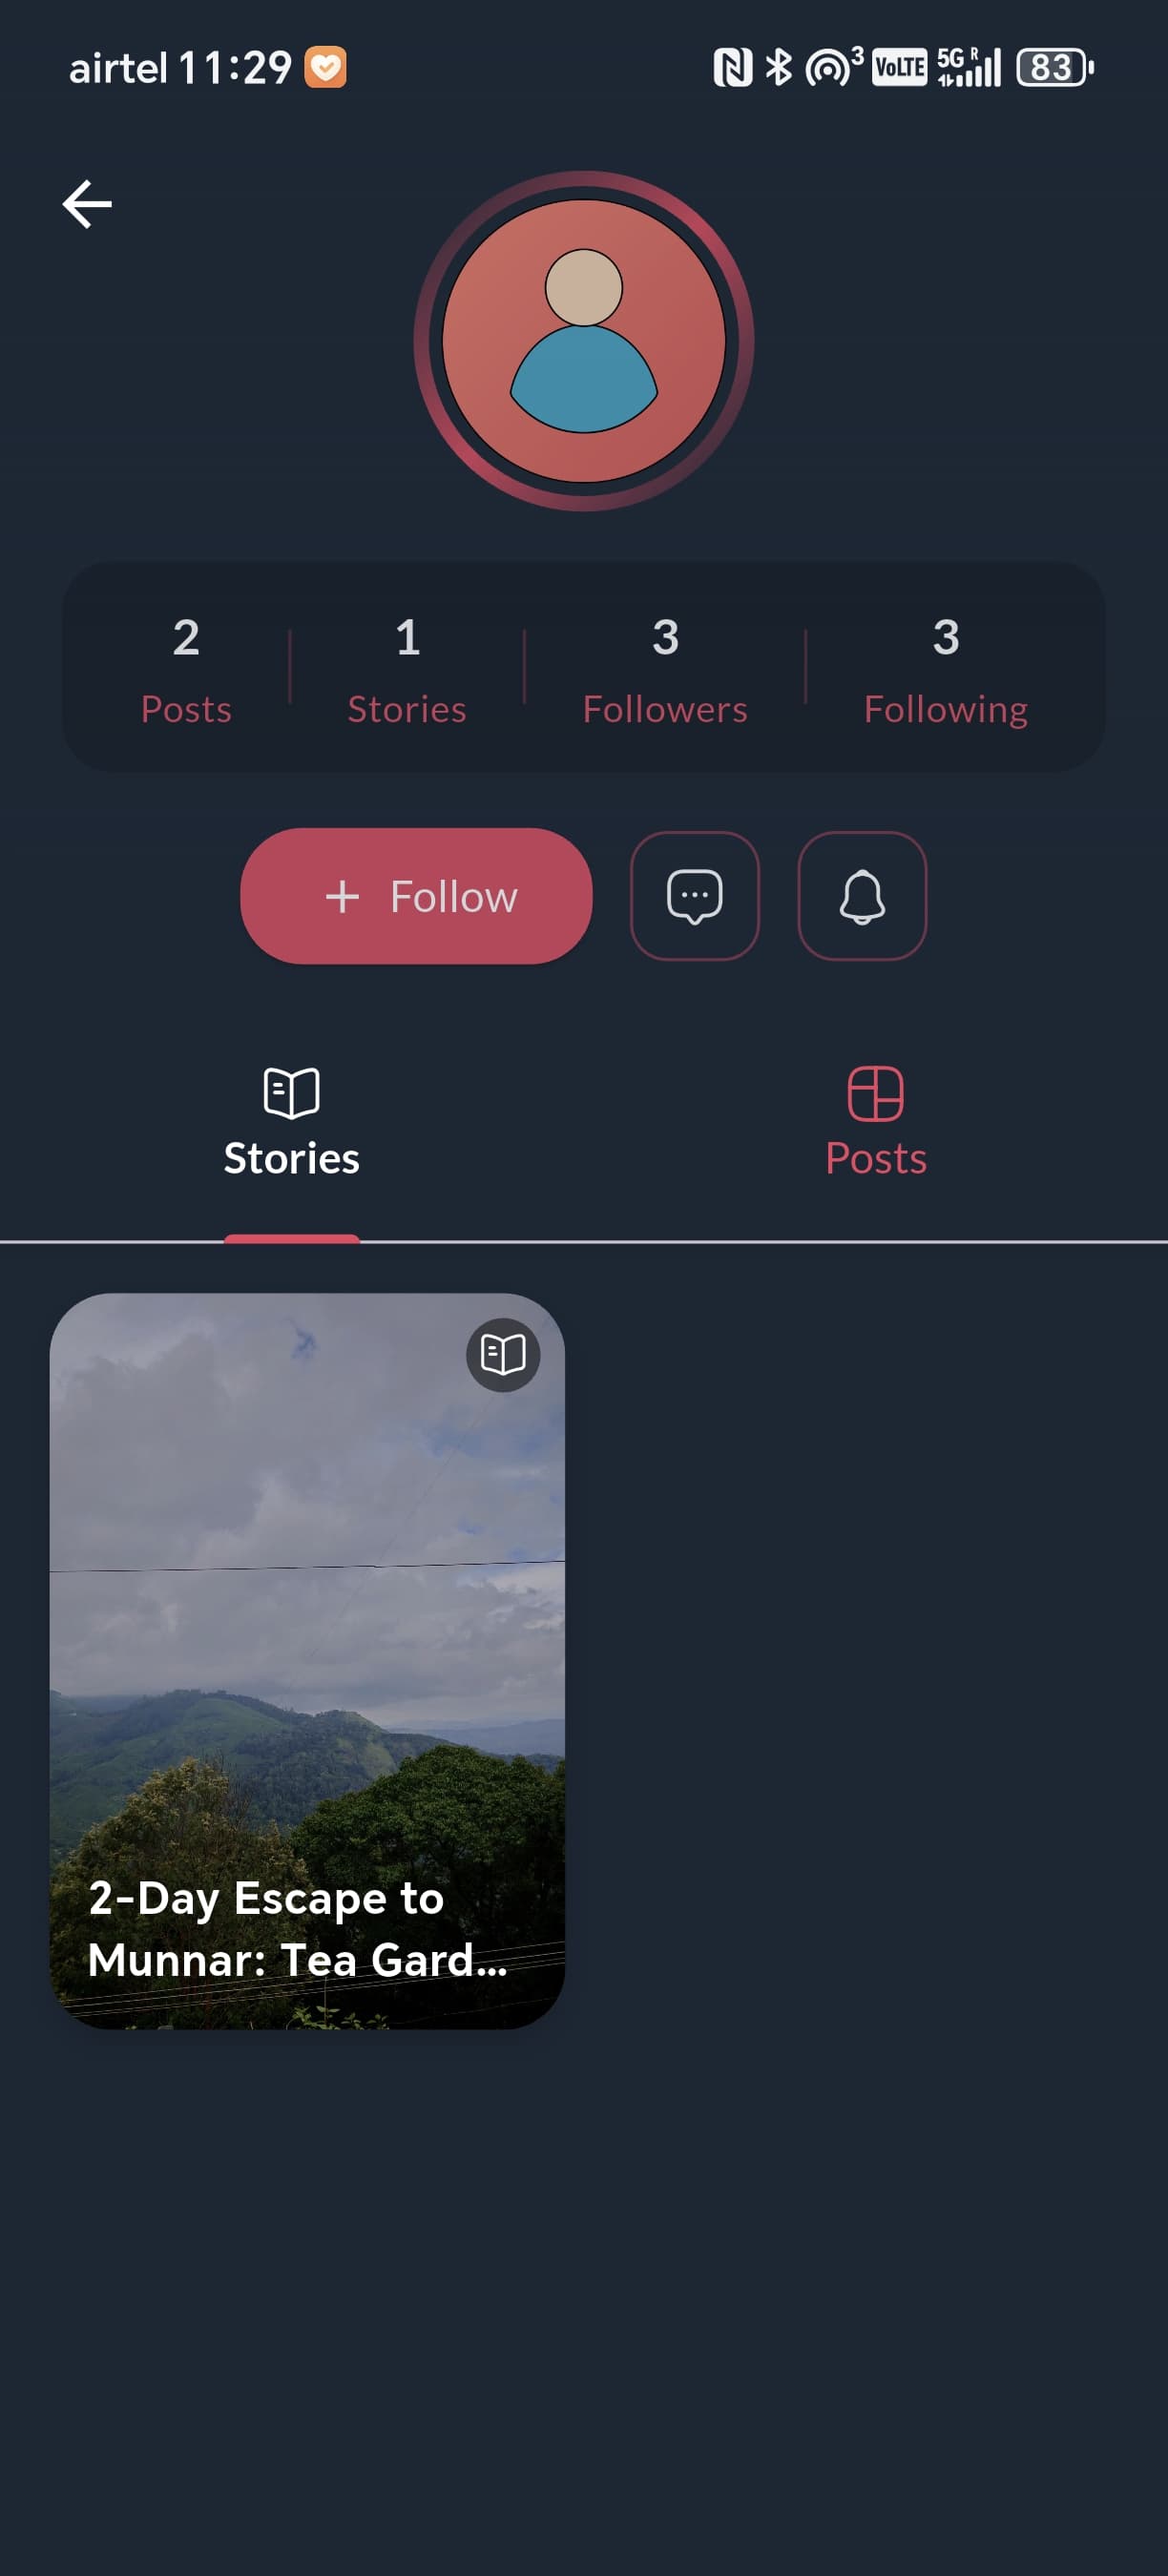 airtel 11:29 3 VoLTE 5G R 83
2 1 3 3
Posts Stories Followers Following
+ Follow
Stories Posts
2-Day Escape to
Munnar: Tea Gard...